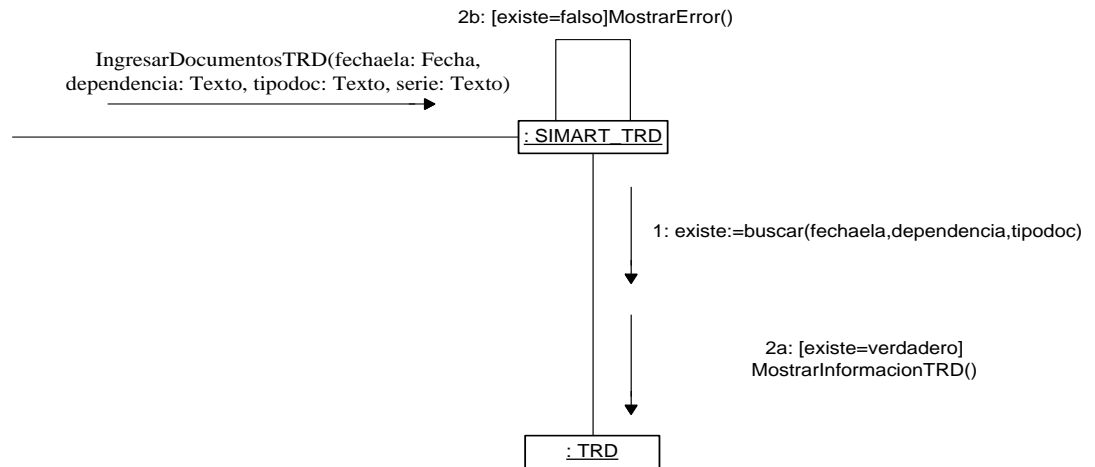 2b: [existe=falso]MostrarError()
IngresarDocumentosTRD(fechaela: Fecha,
dependencia: Texto, tipodoc: Texto, serie: Texto)
: SIMART_TRD
1: existe:=buscar(fechaela,dependencia,tipodoc)
2a: [existe=verdadero]
MostrarInformacionTRD()
: TRD